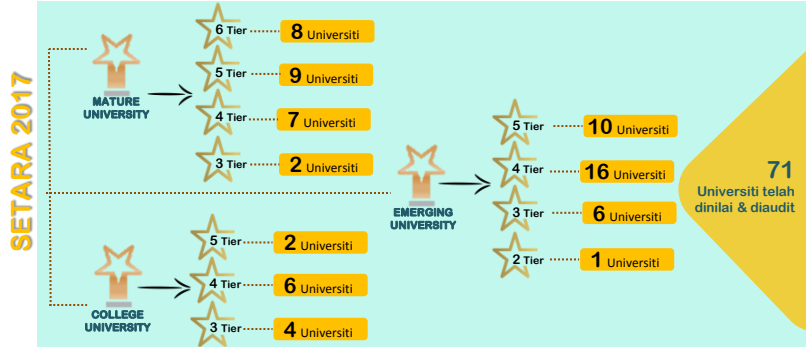 SETARA 2017
MATURE
UNIVERSITY
6 Tier 8 Universiti
5 Tier 9 Universiti
4 Tier 7 Universiti
3 Tier 2 Universiti
EMERGING
UNIVERSITY
5 Tier 10 Universiti
4 Tier 16 Universiti
3 Tier 6 Universiti
2 Tier 1 Universiti
COLLEGE
UNIVERSITY
5 Tier 2 Universiti
4 Tier 6 Universiti
3 Tier 4 Universiti
71
Universiti telah
dinilai & diaudit